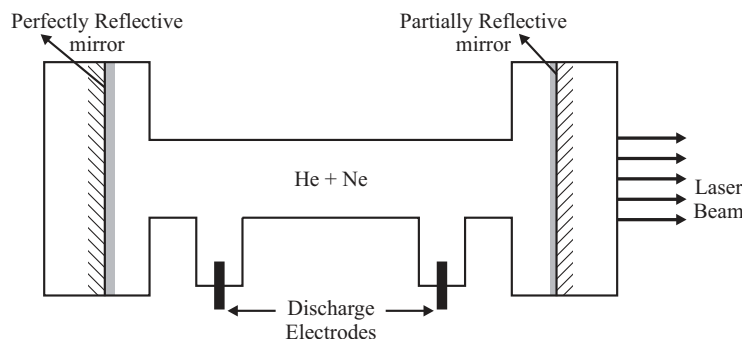 Perfectly Reflective
mirror
Partially Reflective
mirror
He + Ne
Laser
Beam
Discharge
Electrodes